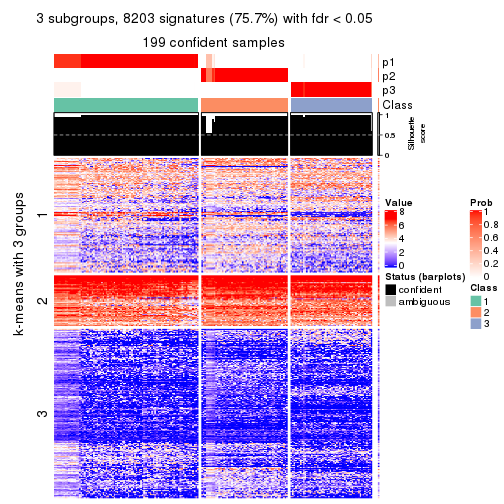 3 subgroups, 8203 signatures (75.7%) with fdr < 0.05
199 confident samples
p1
p2
p3
Class
1
0.5
0
Silhouette
score
k-means with 3 groups
1
2
3
Value
8
6
4
2
0
Status (barplots)
confident
ambiguous
Prob
1
0.8
0.6
0.4
0.2
0
Class
1
2
3